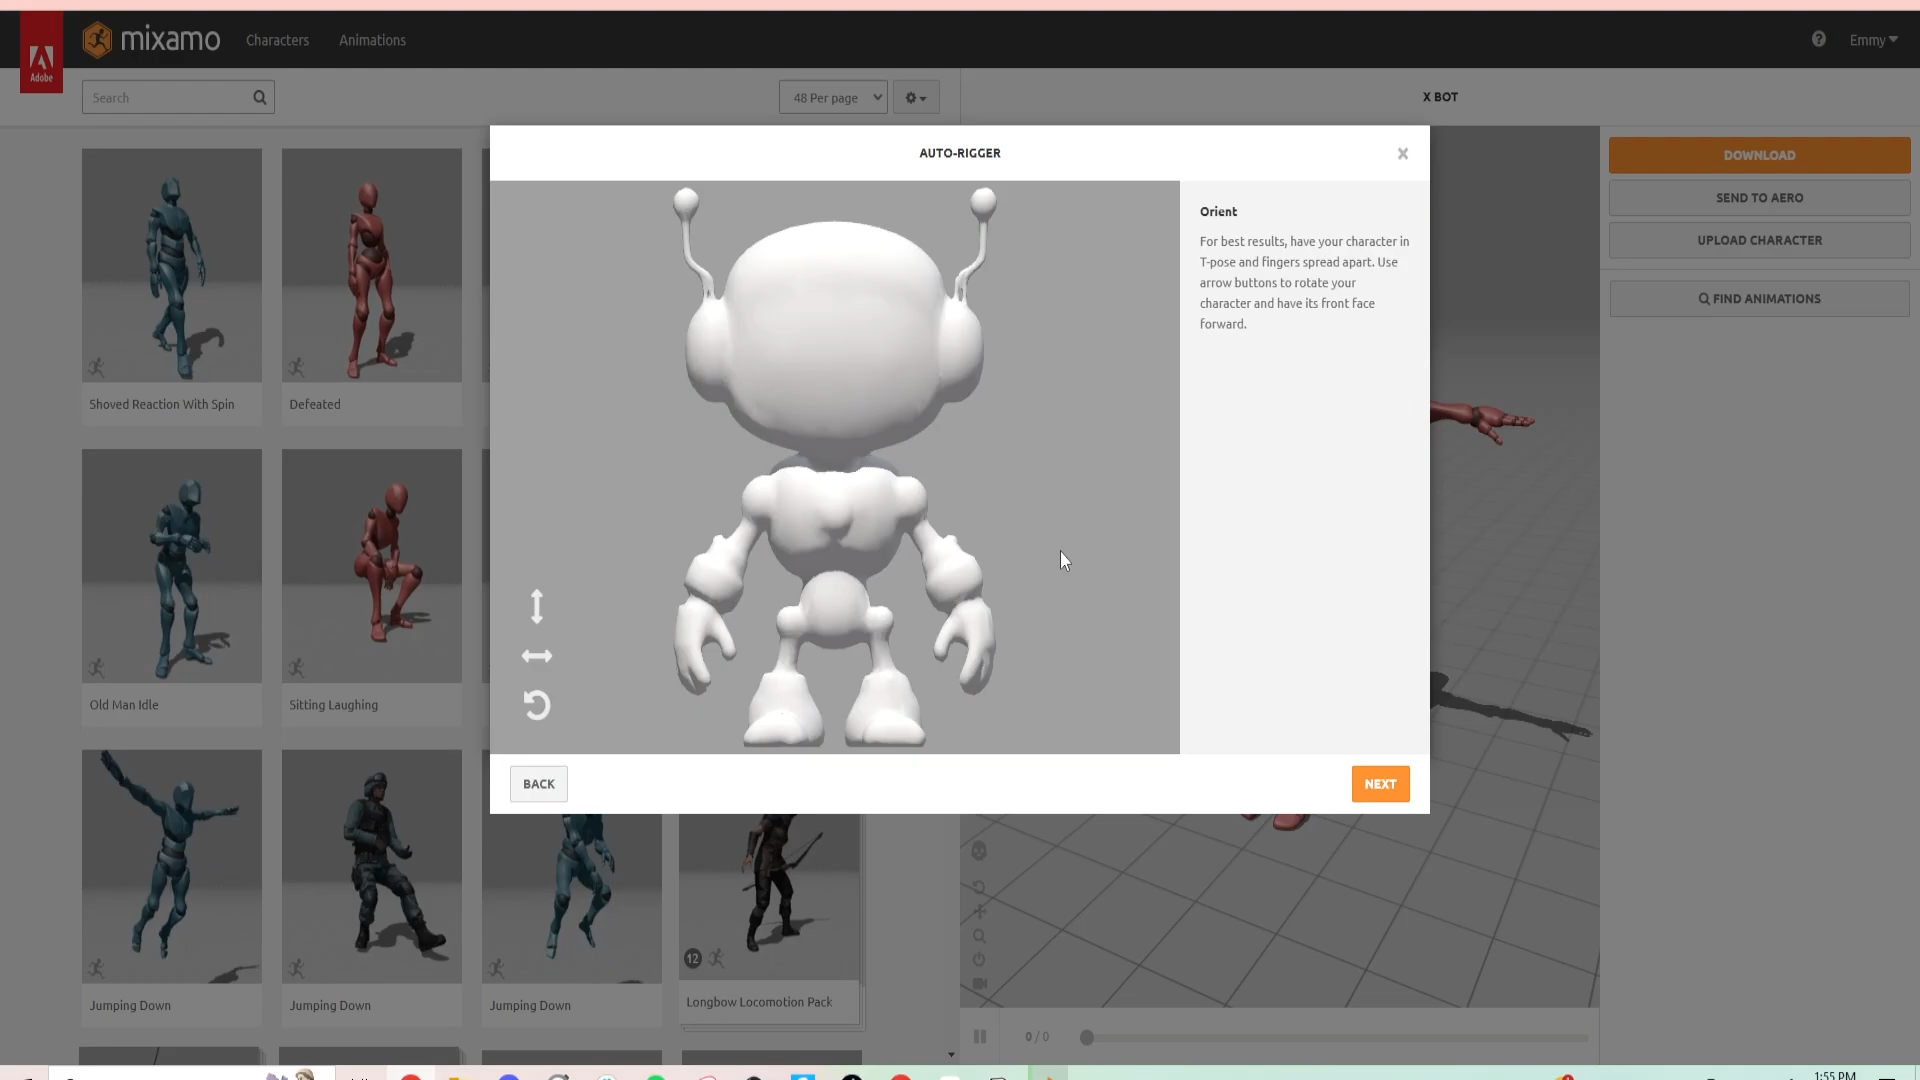 Adobe
mixamo
Characters
Animations
Emmy
Search
48 Per page
X BOT
AUTO-RIGGER
DOWNLOAD
SEND TO AERO
UPLOAD CHARACTER
FIND ANIMATIONS
Orient
For best results, have your character in
T-pose and fingers spread apart. Use
arrow buttons to rotate your
character and have its front face
forward.
Shoved Reaction With Spin
Defeated
Old Man Idle
Sitting Laughing
BACK
NEXT
12
Jumping Down
Jumping Down
Jumping Down
Longbow Locomotion Pack
0 / 0
1:55 PM